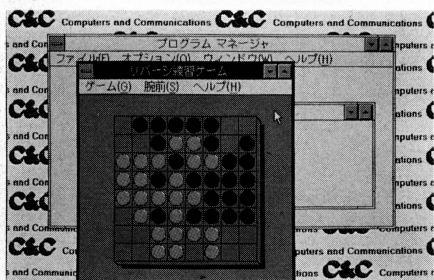 C&C Computers and Communications C&C Computers and Communications
プログラム マネージャ
ファイル(F) オプション(O) ウィンドウ(W) ヘルプ(H)
リバーシ練習ゲーム
ゲーム(G) 腕前(S) ヘルプ(H)
C&C
C&C
C&C
C&C
C&C
C&C Computers and Communications C&C